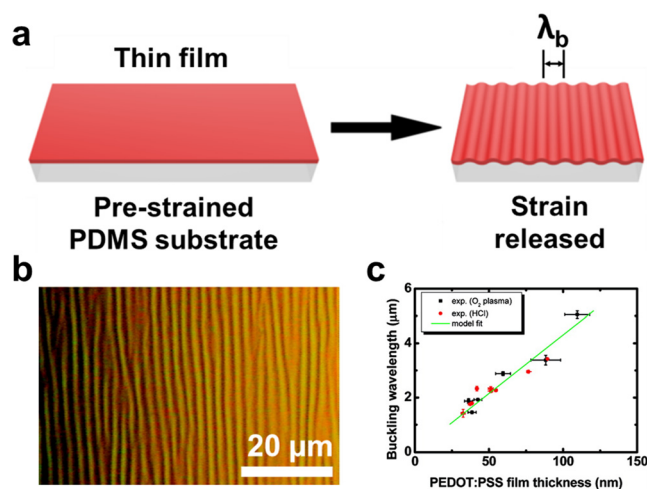 a
Thin film
λb
Pre-strained
PDMS substrate
Strain
released
b
20 μm
c
exp. (O2 plasma)
exp. (HCl)
model fit
Buckling wavelength (μm)
6
4
2
0
0
50
100
150
PEDOT:PSS film thickness (nm)